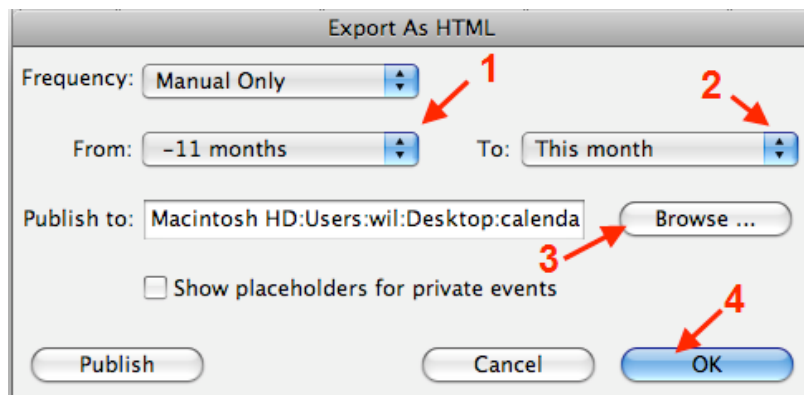 Export As HTML
Frequency: Manual Only 1
2
From: -11 months To: This month
Publish to: Macintosh HD:Users:wil:Desktop:calenda Browse ...
3
Show placeholders for private events
4
Publish Cancel OK